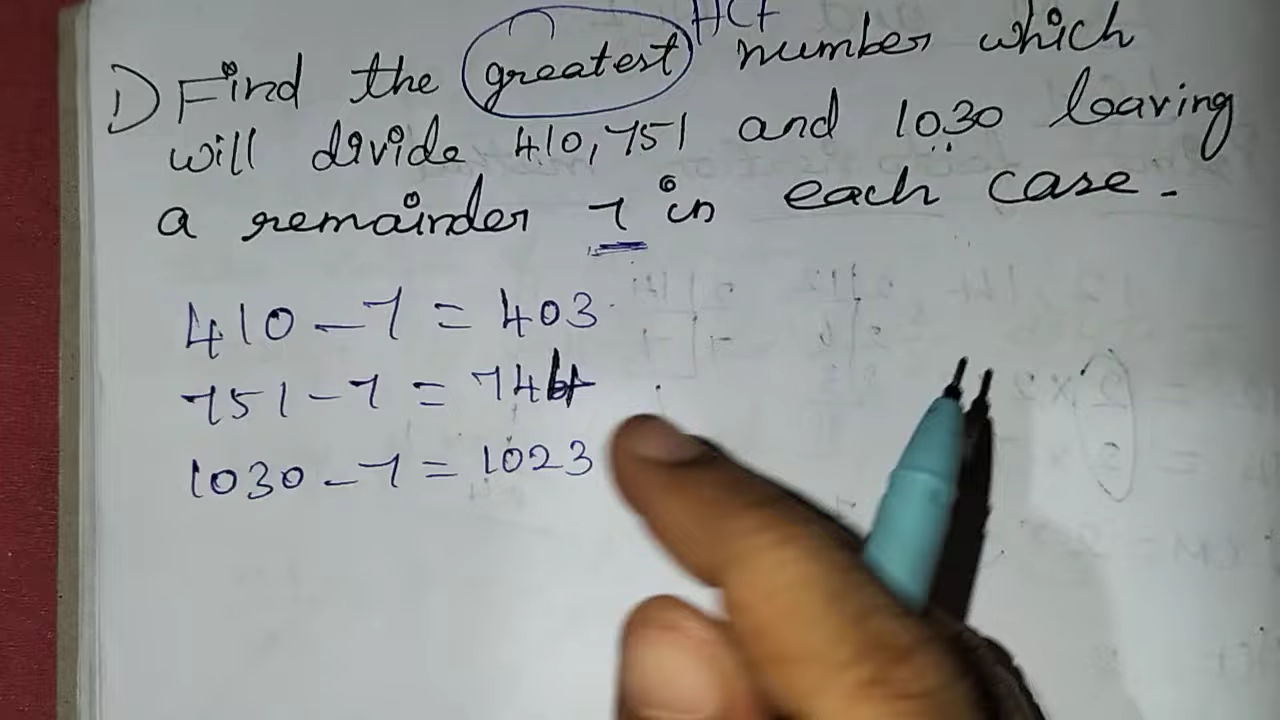 HCF
1) Find the greatest number which
will divide 410, 751 and 1030 leaving
a remainder 7 in each case.
410 - 7 = 403
751 - 7 = 744
1030 - 7 = 1023